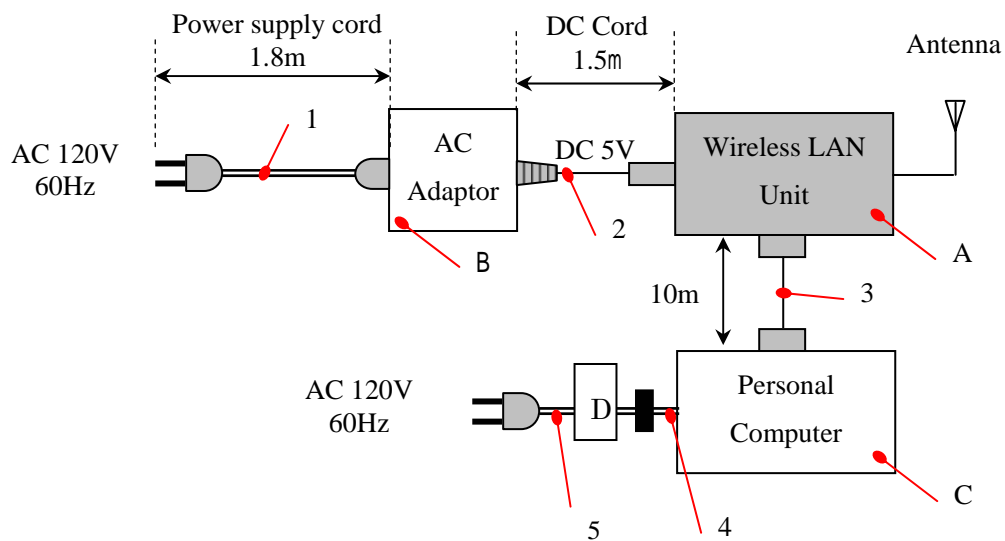 Power supply cord
1.8m
DC Cord
1.5ｍ
Antenna
1
AC 120V
60Hz
AC
Adaptor
DC 5V
Wireless LAN
Unit
2
B
A
10m
3
AC 120V
60Hz
D
Personal
Computer
C
5
4